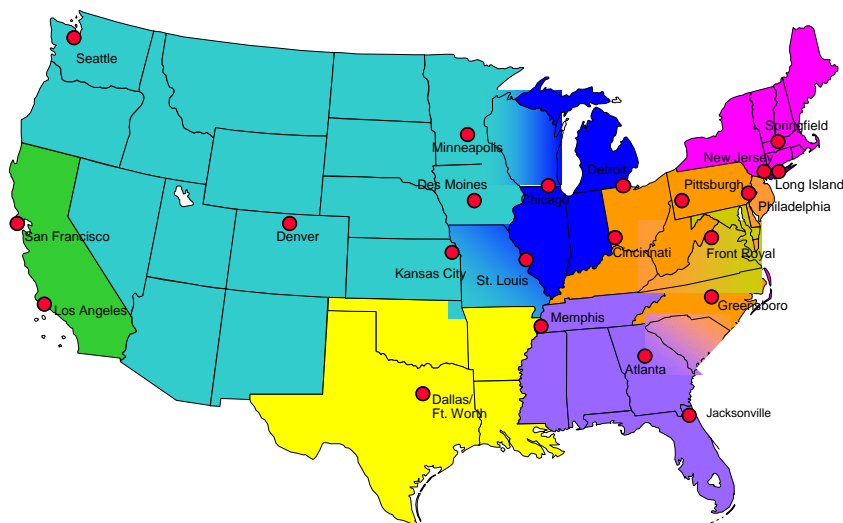 Seattle
Minneapolis
Springfield
New Jersey
Detroit
Pittsburgh
Long Island
Des Moines
Chicago
Philadelphia
San Francisco
Denver
Cincinnati
Front Royal
Kansas City
St. Louis
Los Angeles
Greensboro
Memphis
Atlanta
Dallas/
Ft. Worth
Jacksonville